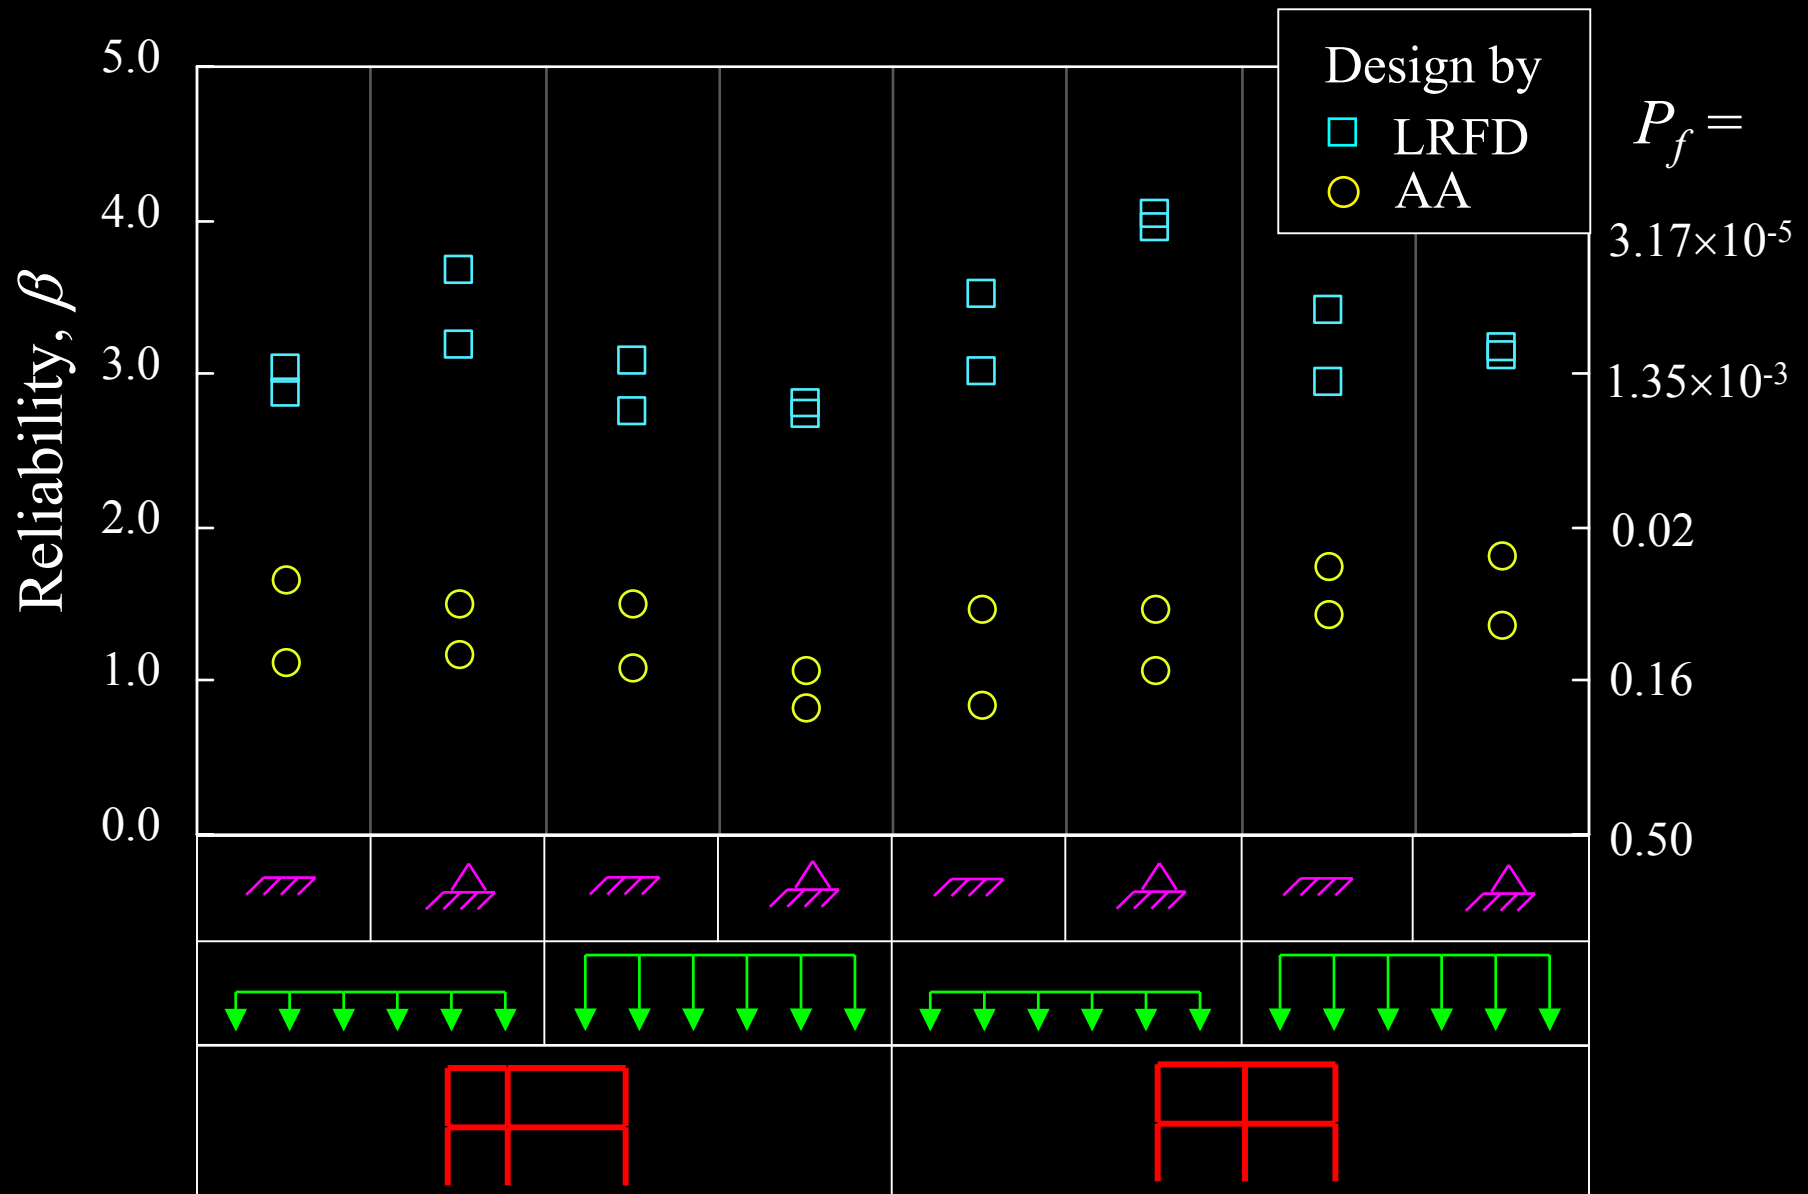 Design by
LRFD
AA
P_f =
5.0
4.0
3.0
2.0
1.0
0.0
Reliability, β
3.17×10⁻⁵
1.35×10⁻³
0.02
0.16
0.50